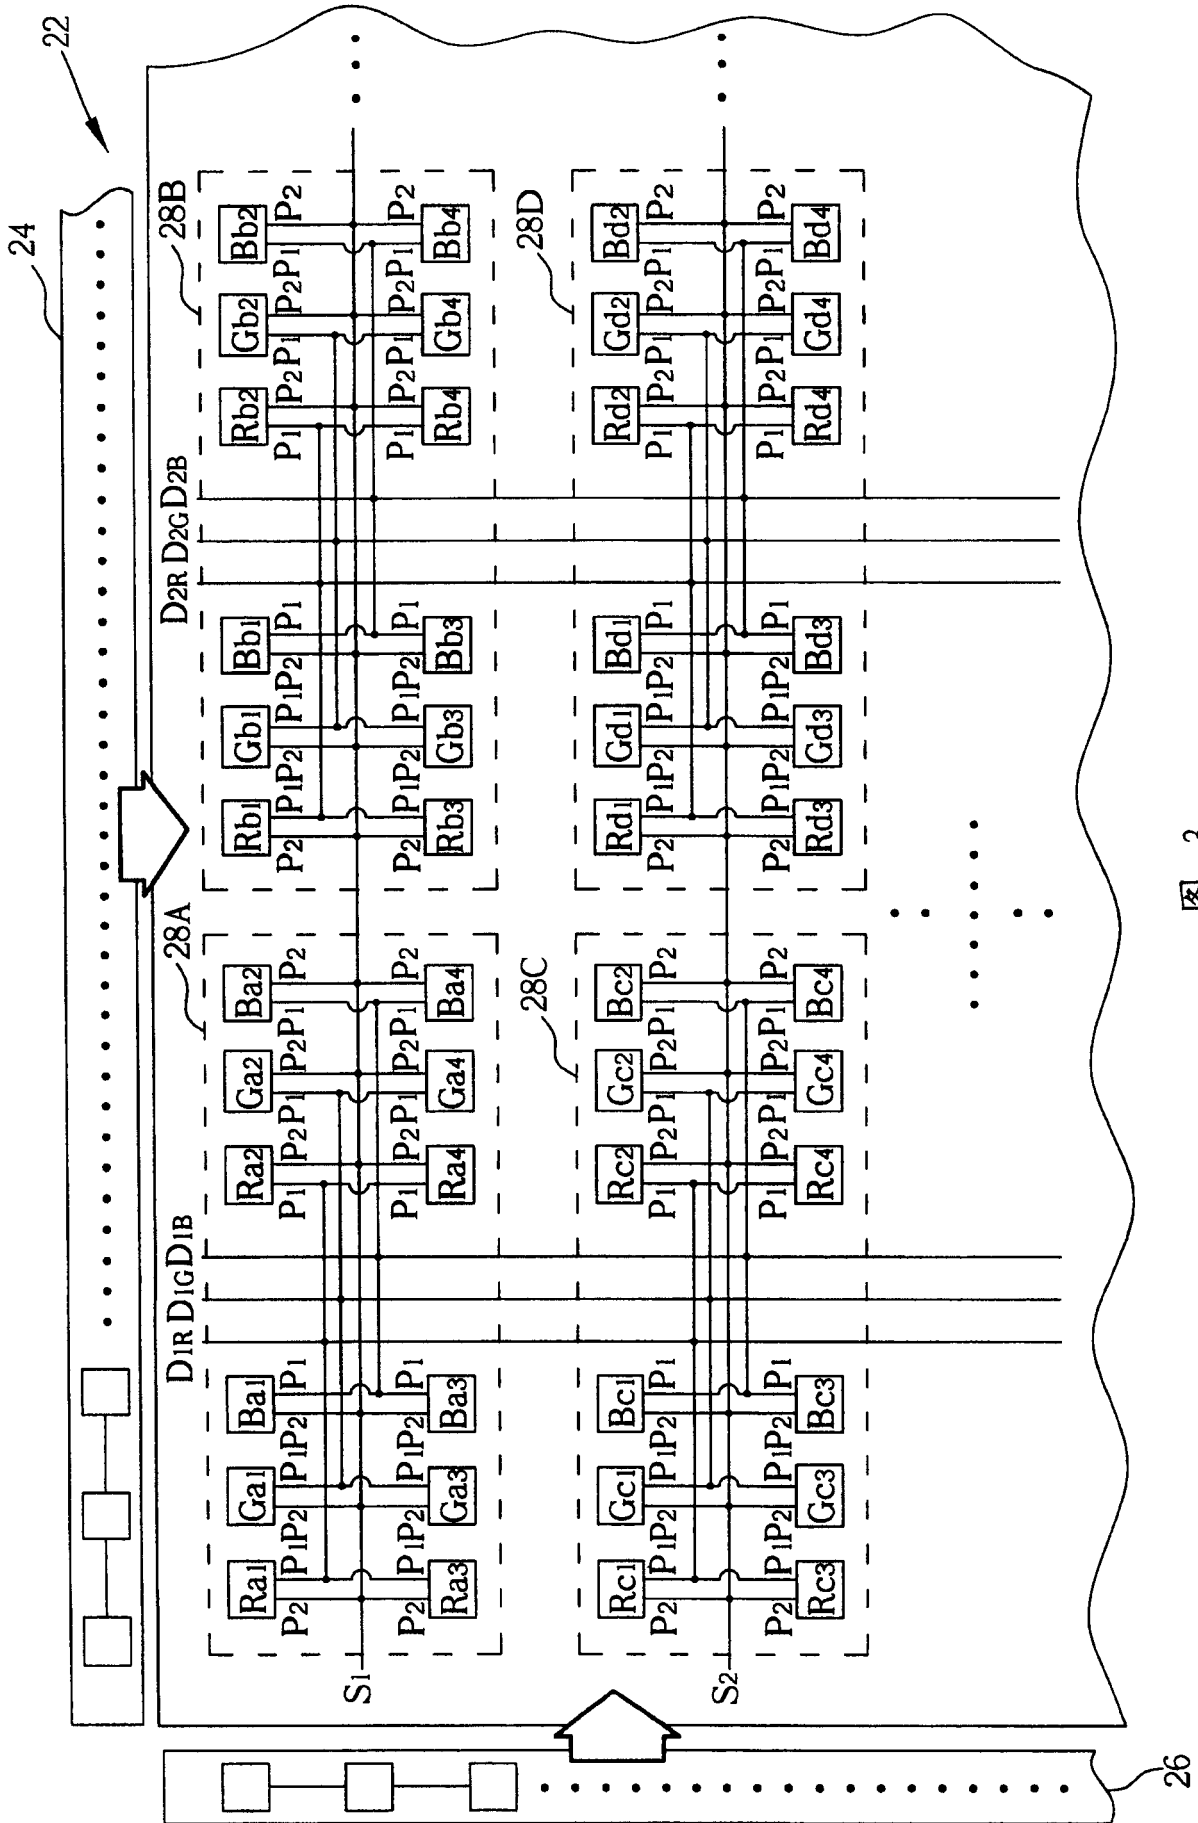 24
22
D1R D1G D1B 28A D2R D2G D2B 28B
Ra1 Ga1 Ba1 Ra2 Ga2 Ba2 Rb1 Gb1 Bb1 Rb2 Gb2 Bb2
P2 P1P2 P1P2 P1 P1 P2P1 P2P1 P2 P2 P1P2 P1P2 P1 P1 P2P1 P2P1 P2
S1
P2 P1P2 P1P2 P1 P1 P2P1 P2P1 P2 P2 P1P2 P1P2 P1 P1 P2P1 P2P1 P2
Ra3 Ga3 Ba3 Ra4 Ga4 Ba4 Rb3 Gb3 Bb3 Rb4 Gb4 Bb4
28C 28D
Rc1 Gc1 Bc1 Rc2 Gc2 Bc2 Rd1 Gd1 Bd1 Rd2 Gd2 Bd2
P2 P1P2 P1P2 P1 P1 P2P1 P2P1 P2 P2 P1P2 P1P2 P1 P1 P2P1 P2P1 P2
S2
P2 P1P2 P1P2 P1 P1 P2P1 P2P1 P2 P2 P1P2 P1P2 P1 P1 P2P1 P2P1 P2
Rc3 Gc3 Bc3 Rc4 Gc4 Bc4 Rd3 Gd3 Bd3 Rd4 Gd4 Bd4
26
图 2